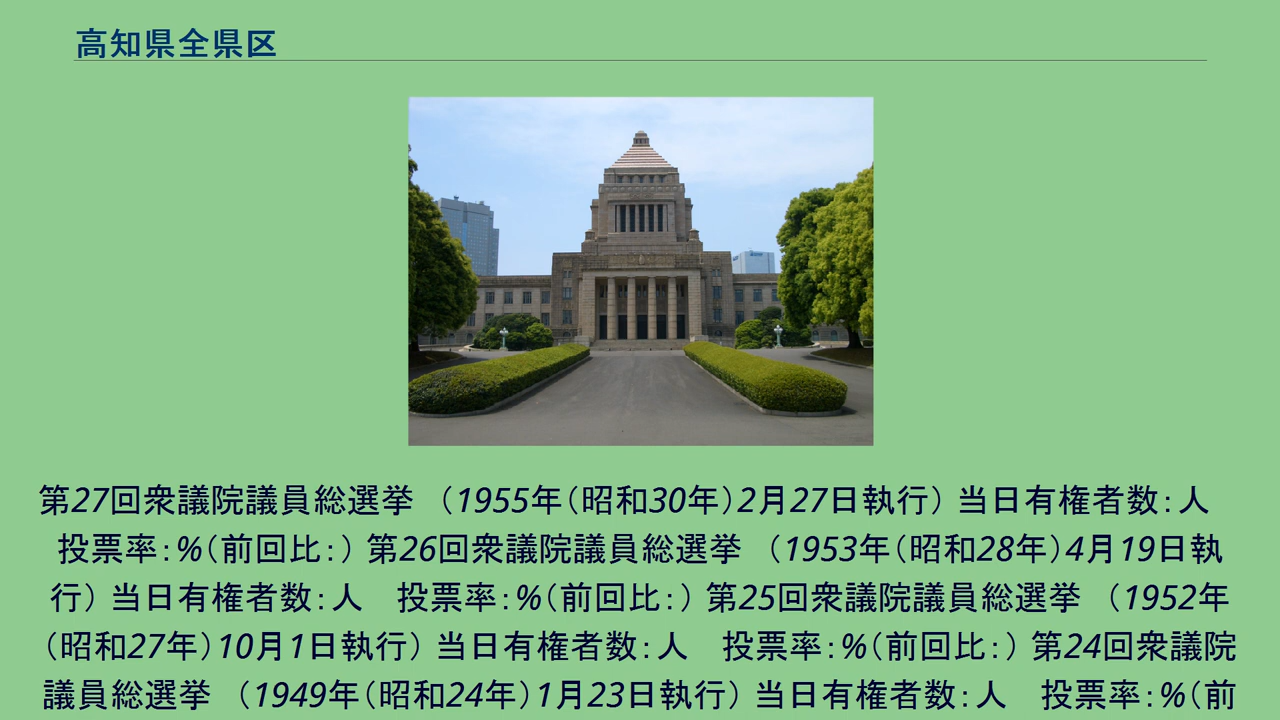 高知県全県区
第27回衆議院議員総選挙 （1955年（昭和30年）2月27日執行） 当日有権者数：人
投票率：%（前回比：） 第26回衆議院議員総選挙 （1953年（昭和28年）4月19日執
行） 当日有権者数：人 投票率：%（前回比：） 第25回衆議院議員総選挙 （1952年
（昭和27年）10月1日執行） 当日有権者数：人 投票率：%（前回比：） 第24回衆議院
議員総選挙 （1949年（昭和24年）1月23日執行） 当日有権者数：人 投票率：%（前